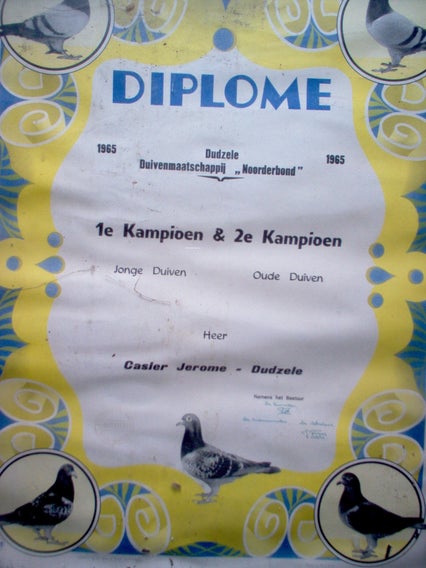 DIPLOME
1965 Dudzele 1965
Duivenmaatschappij „Noorderbond"
1e Kampioen & 2e Kampioen
Jonge Duiven Oude Duiven
Heer
Casier Jerome - Dudzele
Namens het Bestuur